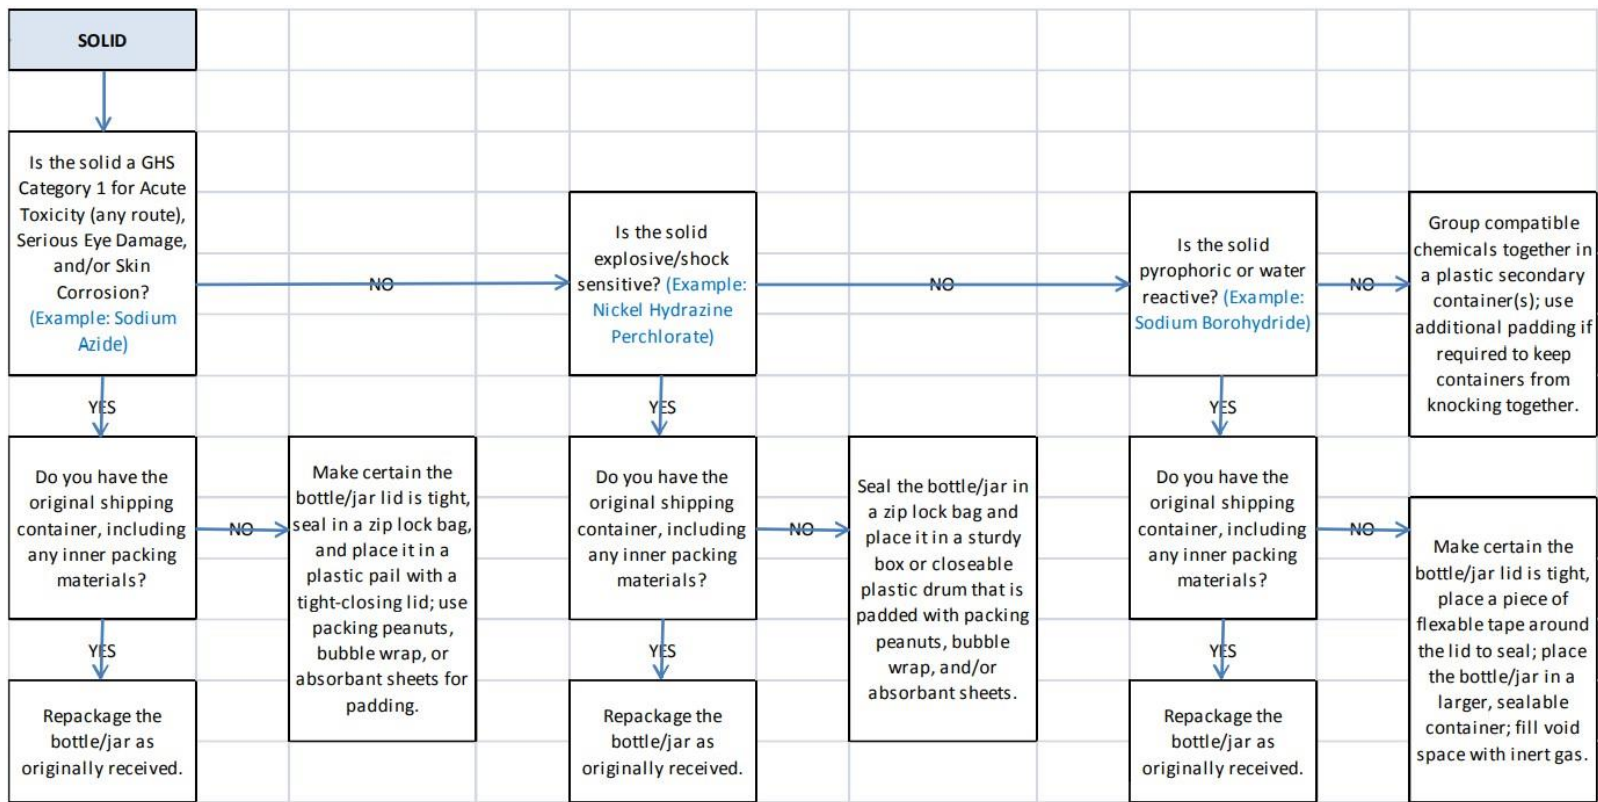 SOLID
Is the solid a GHS
Category 1 for Acute
Toxicity (any route),
Serious Eye Damage,
and/or Skin
Corrosion?
(Example: Sodium
Azide)
NO
Is the solid
explosive/shock
sensitive? (Example:
Nickel Hydrazine
Perchlorate)
NO
Is the solid
pyrophoric or water
reactive? (Example:
Sodium Borohydride)
NO
Group compatible
chemicals together in
a plastic secondary
container(s); use
additional padding if
required to keep
containers from
knocking together.
YES
YES
YES
Do you have the
original shipping
container, including
any inner packing
materials?
NO
Make certain the
bottle/jar lid is tight,
seal in a zip lock bag,
and place it in a
plastic pail with a
tight-closing lid; use
packing peanuts,
bubble wrap, or
absorbant sheets for
padding.
Do you have the
original shipping
container, including
any inner packing
materials?
NO
Seal the bottle/jar in
a zip lock bag and
place it in a sturdy
box or closeable
plastic drum that is
padded with packing
peanuts, bubble
wrap, and/or
absorbant sheets.
Do you have the
original shipping
container, including
any inner packing
materials?
NO
Make certain the
bottle/jar lid is tight,
place a piece of
flexable tape around
the lid to seal; place
the bottle/jar in a
larger, sealable
container; fill void
space with inert gas.
YES
YES
YES
Repackage the
bottle/jar as
originally received.
Repackage the
bottle/jar as
originally received.
Repackage the
bottle/jar as
originally received.